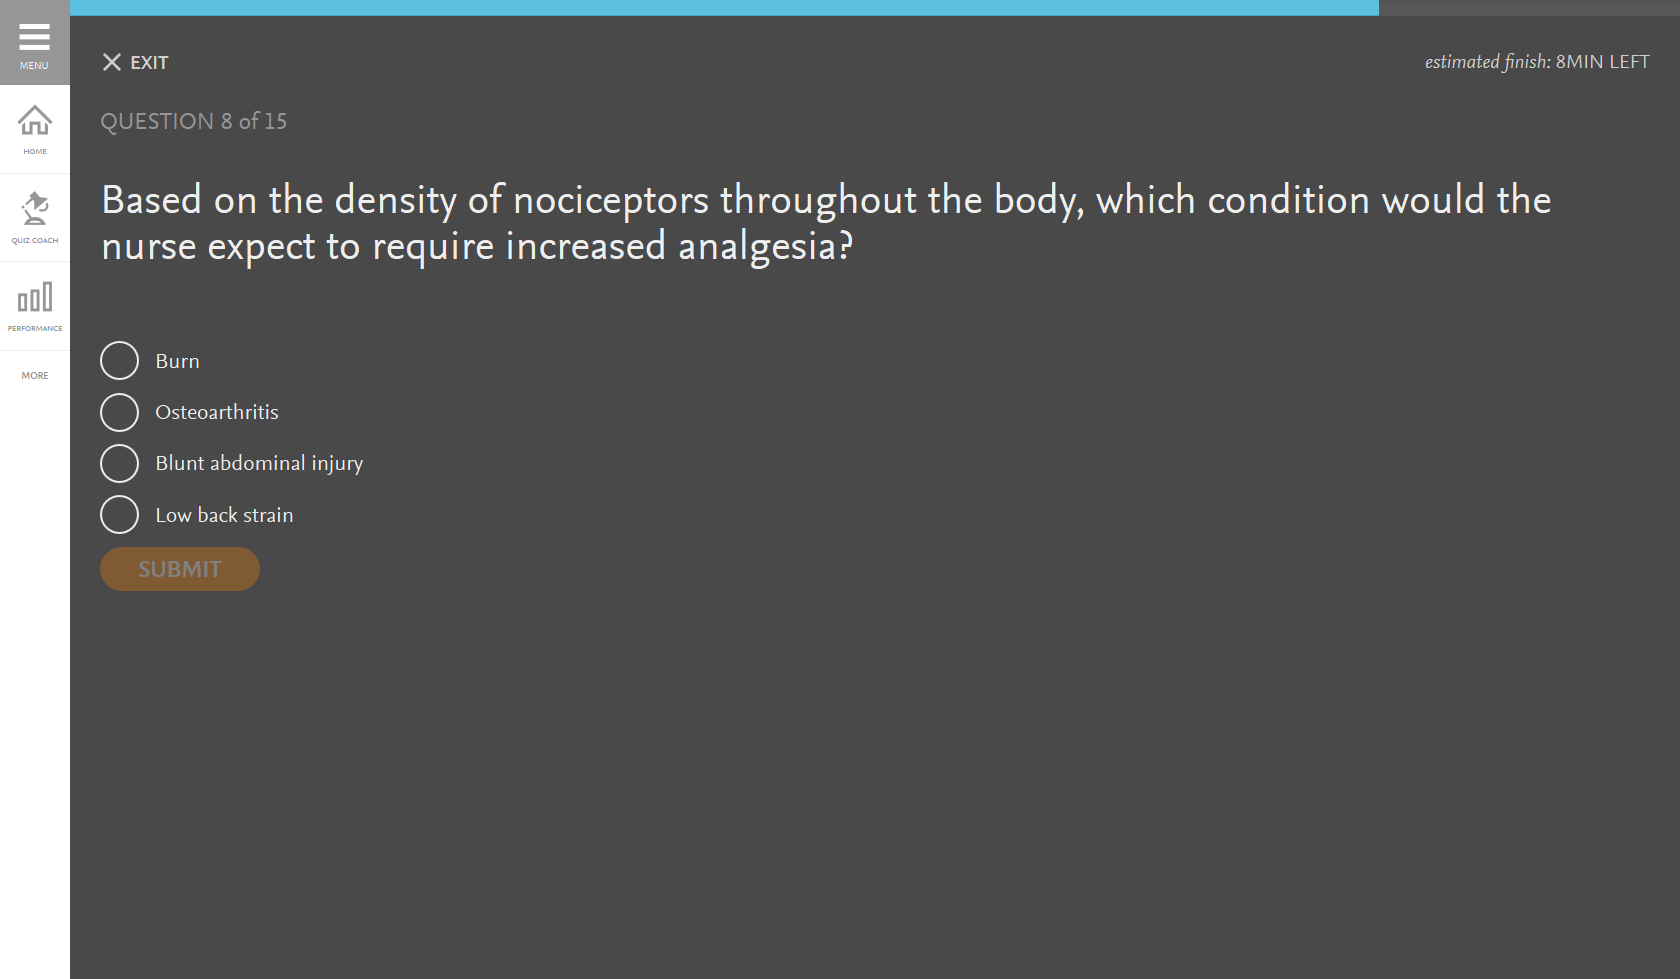 MENU
HOME
QUIZ COACH
PERFORMANCE
MORE
EXIT
estimated finish: 8MIN LEFT
QUESTION 8 of 15
Based on the density of nociceptors throughout the body, which condition would the
nurse expect to require increased analgesia?
Burn
Osteoarthritis
Blunt abdominal injury
Low back strain
SUBMIT